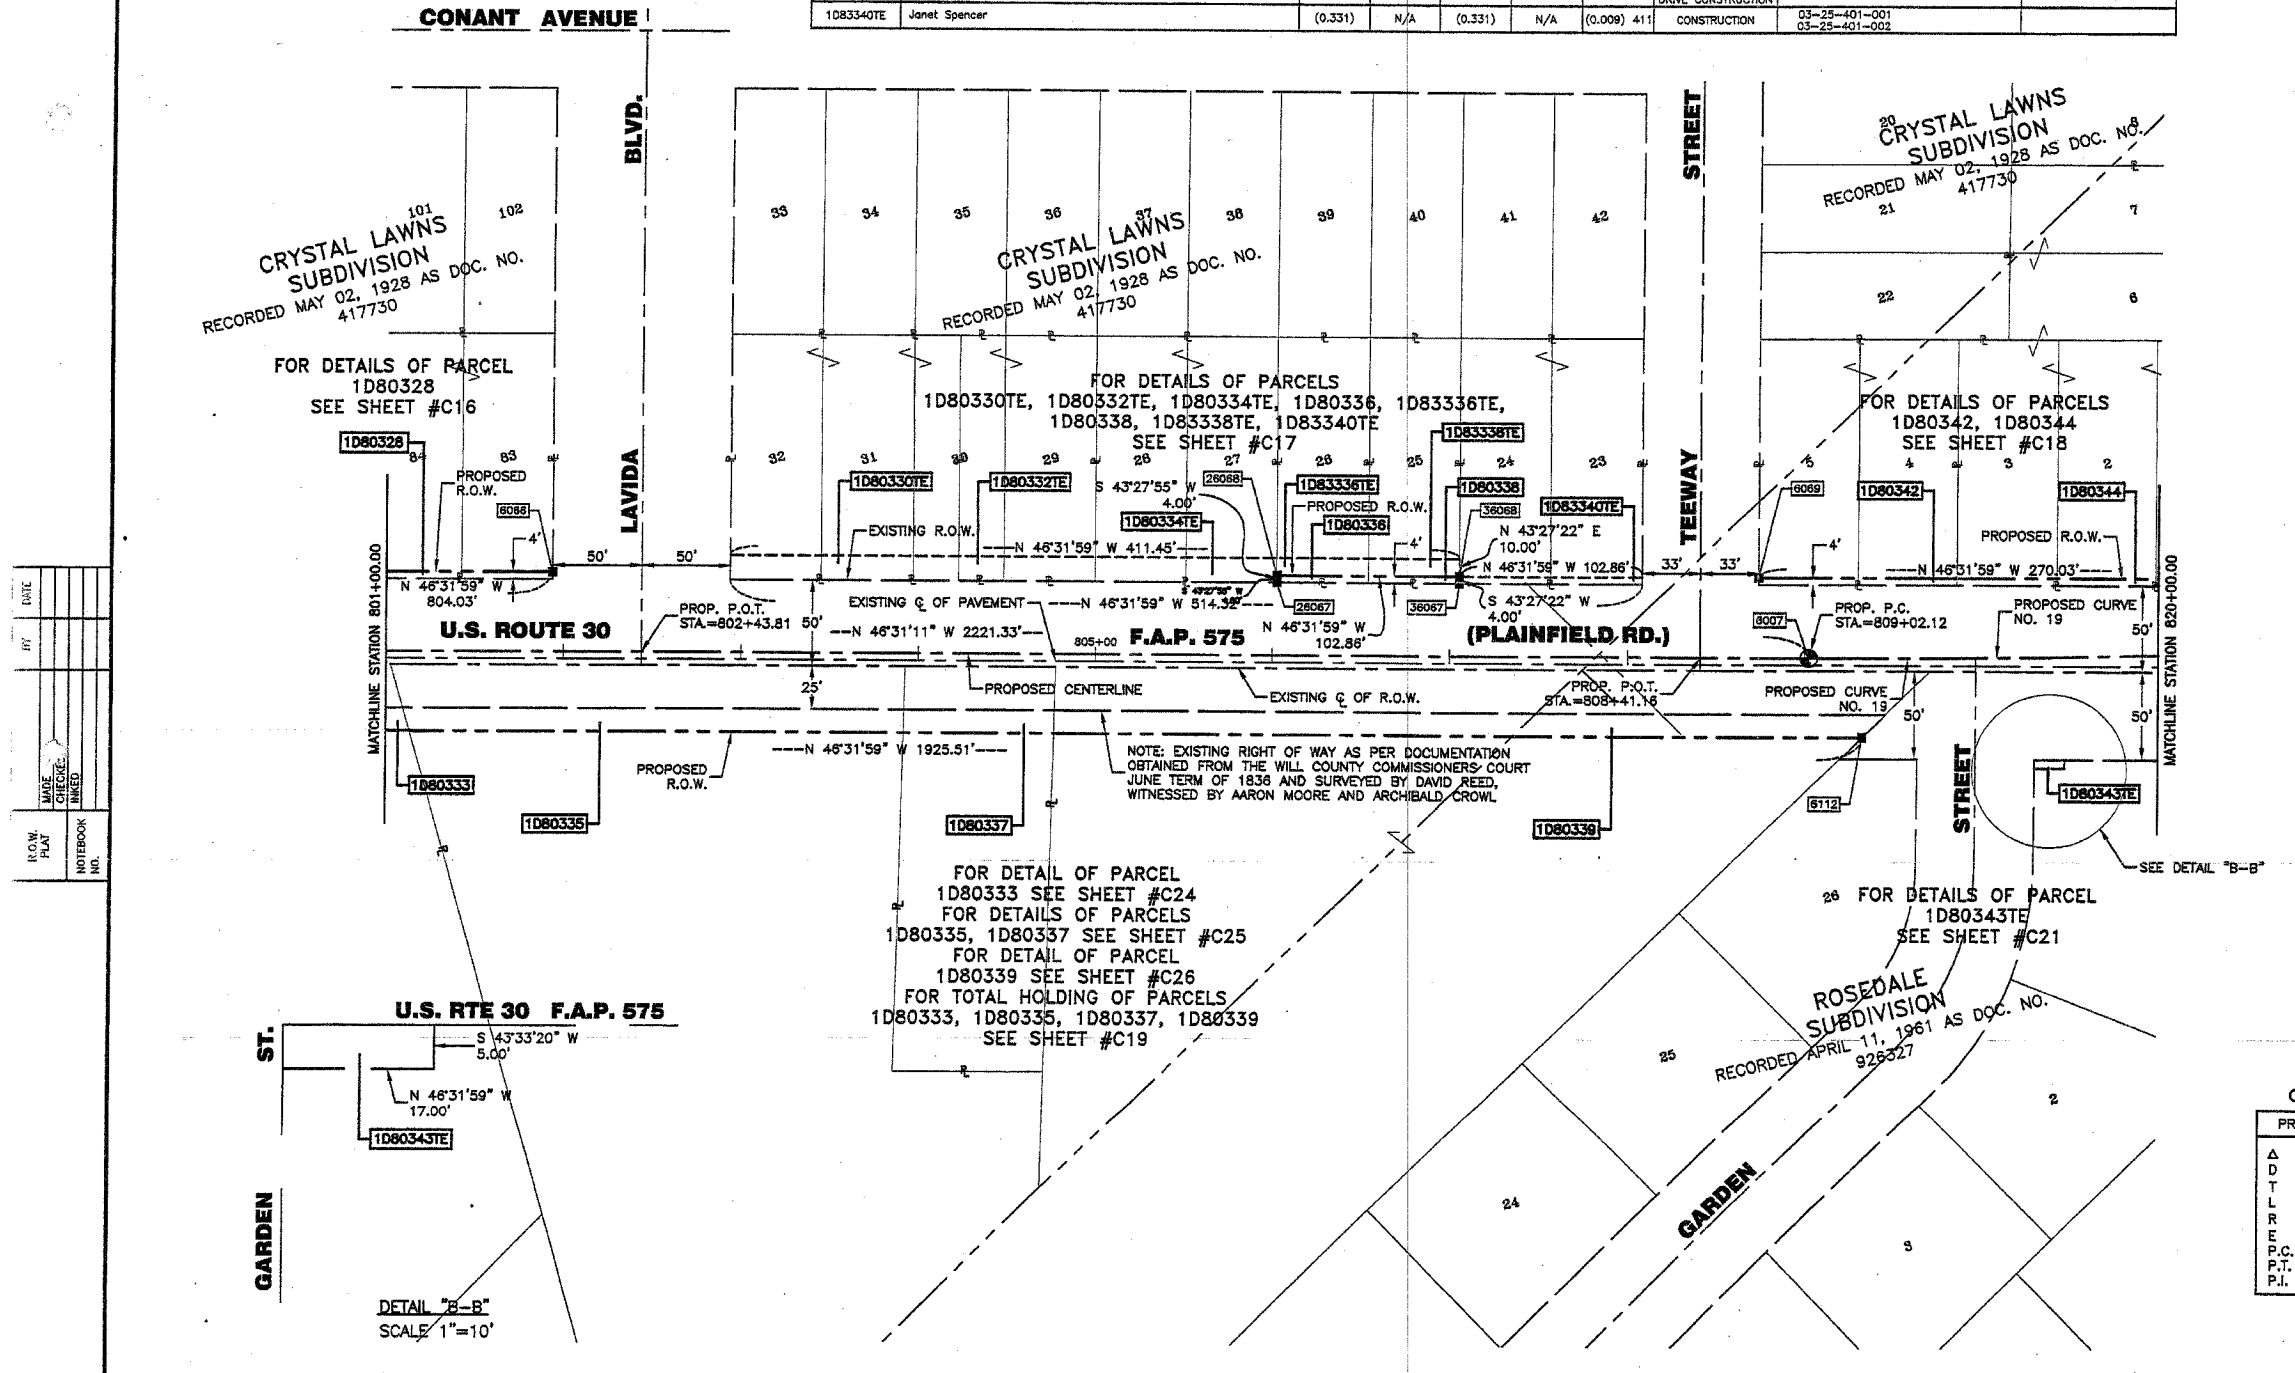 CONANT AVENUE
1D83340TE Janet Spencer (0.331) N/A (0.331) N/A (0.009) 411 CONSTRUCTION 03-25-401-001
03-25-401-002
BLVD.
STREET
CRYSTAL LAWNS
SUBDIVISION
RECORDED MAY 02, 1928 AS DOC. NO.
417730
20
8
21
7
22
6
101
102
CRYSTAL LAWNS
SUBDIVISION
RECORDED MAY 02, 1928 AS DOC. NO.
417730
33 34 35 36 37 38 39 40 41 42
CRYSTAL LAWNS
SUBDIVISION
RECORDED MAY 02, 1928 AS DOC. NO.
417730
FOR DETAILS OF PARCEL
1D80328
SEE SHEET #C16
FOR DETAILS OF PARCELS
1D80330TE, 1D80332TE, 1D80334TE, 1D80336, 1D83336TE,
1D80338, 1D83338TE, 1D83340TE
SEE SHEET #C17
FOR DETAILS OF PARCELS
1D80342, 1D80344
SEE SHEET #C18
1D80328
84 83
32 31 30 29 28 27 26 25 24 23
5 4 3 2
PROPOSED
R.O.W.
6068
LAVIDA
1D80330TE
1D80332TE
1D80334TE
S 43°27'55" W
4.00'
26068
1D83336TE
PROPOSED R.O.W.
1D80336
1D83338TE
1D80338
36068
1D83340TE
N 43°27'22" E
10.00'
TEEWAY
6069
1D80342
1D80344
PROPOSED R.O.W.
EXISTING R.O.W.
N 46°31'59" W 411.45'
4'
50' 50'
4'
N 46°31'59" W 102.86'
33' 33'
4'
N 46°31'59" W 270.03'
MATCHLINE STATION 801+00.00
N 46°31'59" W
804.03'
PROP. P.O.T.
STA.=802+43.81
50'
EXISTING ℄ OF PAVEMENT
N 46°31'59" W 514.32'
26067
36067
S 43°27'22" W
4.00'
N 46°31'59" W
102.86'
N 46°31'11" W 2221.33'
U.S. ROUTE 30
805+00
F.A.P. 575
(PLAINFIELD RD.)
6007
PROP. P.C.
STA.=809+02.12
PROPOSED CURVE
NO. 19
50'
MATCHLINE STATION 820+00.00
25'
PROPOSED CENTERLINE
EXISTING ℄ OF R.O.W.
PROP. P.O.T.
STA.=808+41.16
PROPOSED CURVE
NO. 19
50'
50'
N 46°31'59" W 1925.51'
PROPOSED
R.O.W.
NOTE: EXISTING RIGHT OF WAY AS PER DOCUMENTATION
OBTAINED FROM THE WILL COUNTY COMMISSIONERS COURT
JUNE TERM OF 1836 AND SURVEYED BY DAVID REED,
WITNESSED BY AARON MOORE AND ARCHIBALD CROWL
1D80333
1D80335
1D80337
1D80339
6112
STREET
1D80343TE
SEE DETAIL "B-B"
FOR DETAIL OF PARCEL
1D80333 SEE SHEET #C24
FOR DETAILS OF PARCELS
1D80335, 1D80337 SEE SHEET #C25
FOR DETAIL OF PARCEL
1D80339 SEE SHEET #C26
FOR TOTAL HOLDING OF PARCELS
1D80333, 1D80335, 1D80337, 1D80339
SEE SHEET #C19
26
FOR DETAILS OF PARCEL
1D80343TE
SEE SHEET #C21
ROSEDALE
SUBDIVISION
RECORDED APRIL 11, 1961 AS DOC. NO.
926327
25
24
2
3
GARDEN
U.S. RTE 30 F.A.P. 575
ST.
S 43°33'20" W
5.00'
N 46°31'59" W
17.00'
1D80343TE
GARDEN
DETAIL "B-B"
SCALE 1"=10'
DATE
BY
MADE
CHECKED
INKED
R.O.W.
PLAT
NOTEBOOK
NO.
PR
Δ
D
T
L
R
E
P.C.
P.T.
P.I.